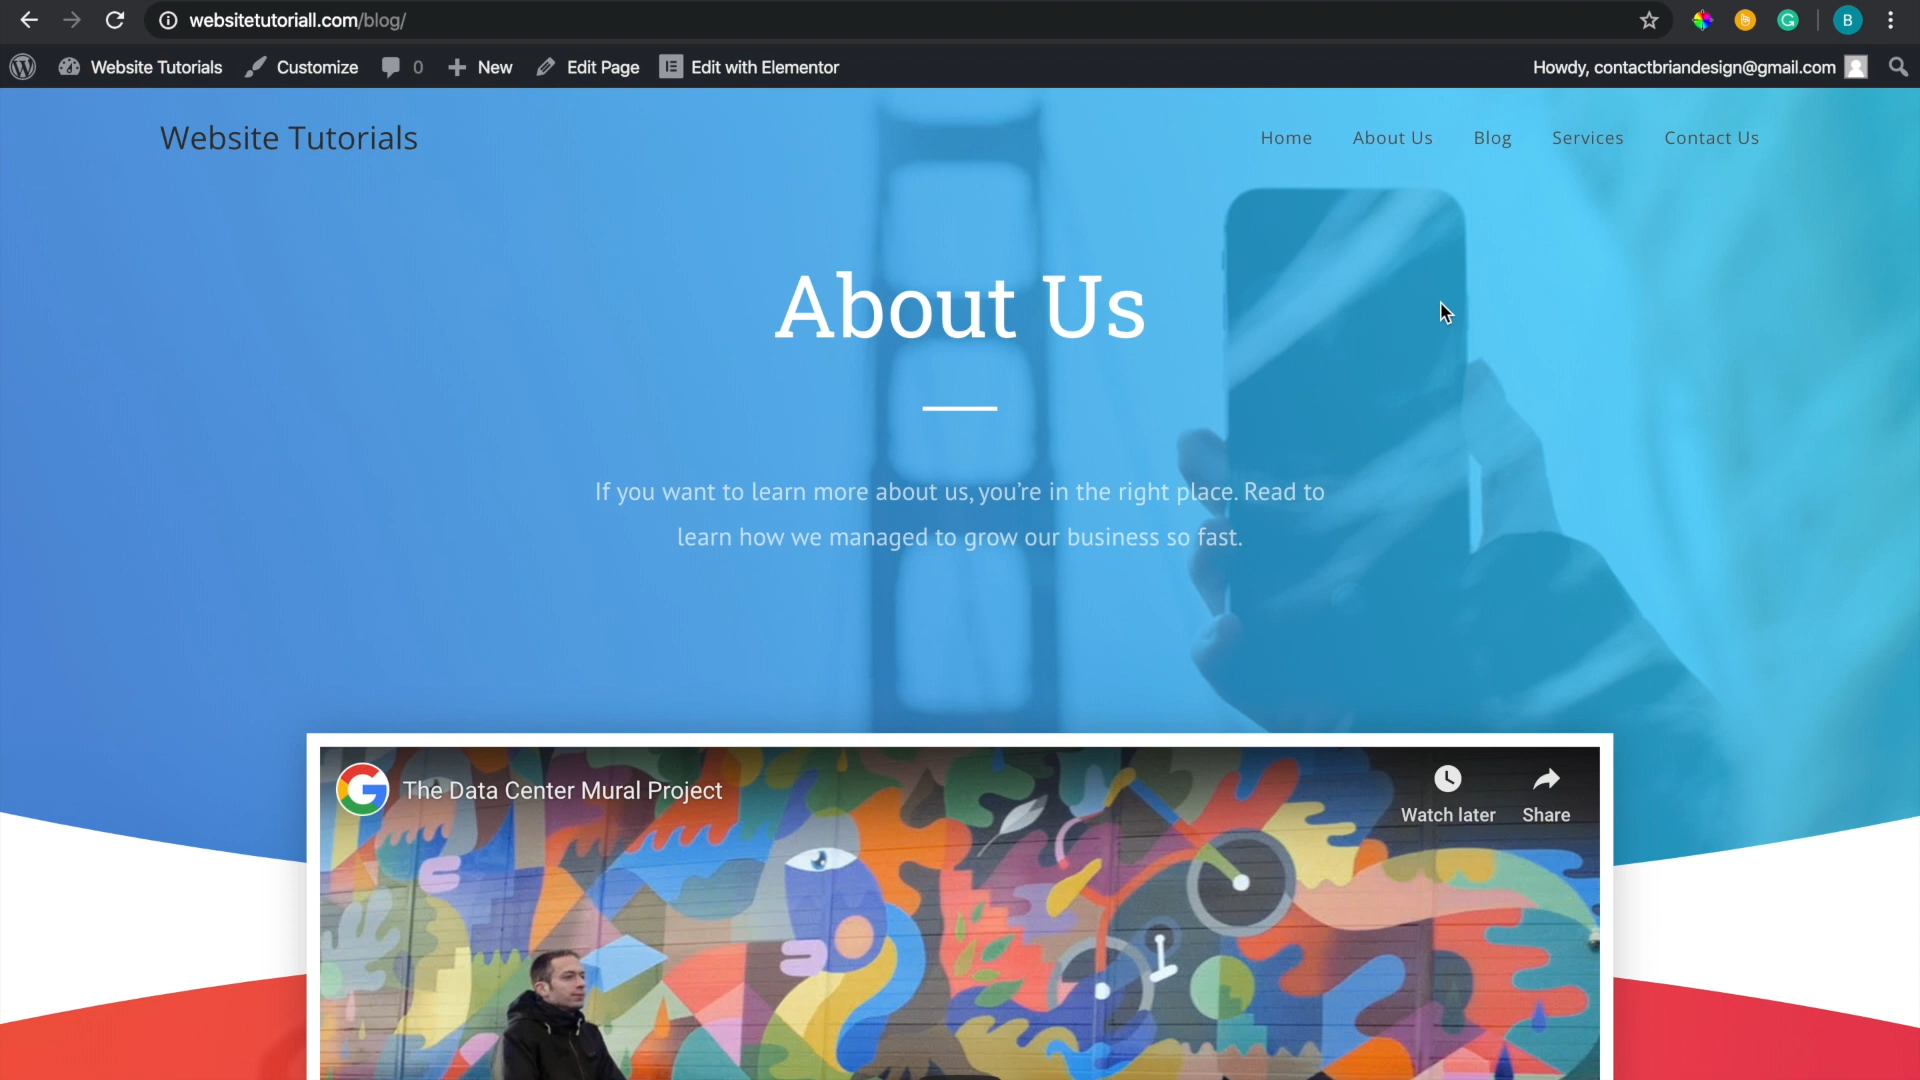 websitetutoriall.com/blog/
B
Website Tutorials
Customize
0
New
Edit Page
Edit with Elementor
Howdy, contactbriandesign@gmail.com
Website Tutorials
Home
About Us
Blog
Services
Contact Us
About Us
If you want to learn more about us, you're in the right place. Read to
learn how we managed to grow our business so fast.
The Data Center Mural Project
Watch later
Share